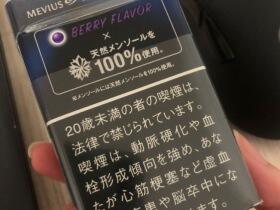 MEVIUS
BERRY FLAVOR
×
天然メンソールを
100%使用。
※メンソールには天然メンソールを100%使用。
20歳未満の者の喫煙は、
法律で禁じられています。
喫煙は、動脈硬化や血
栓形成傾向を強め、あな
たが心筋梗塞など虚血
患や脳卒中にな